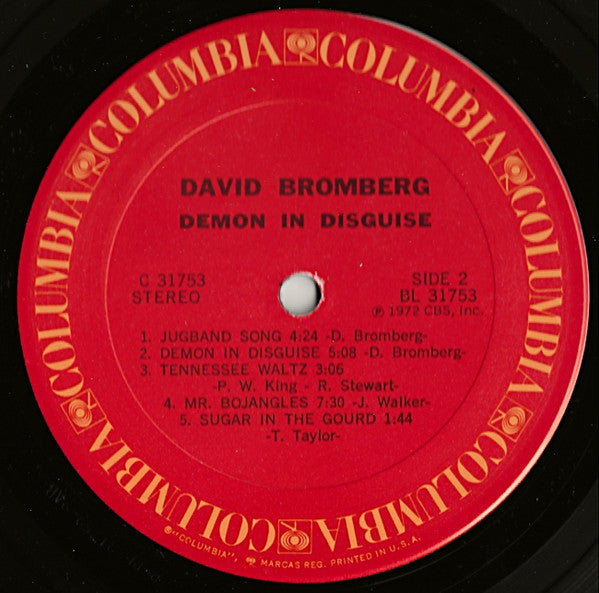 COLUMBIA COLUMBIA COLUMBIA COLUMBIA COLUMBIA COLUMBIA
DAVID BROMBERG
DEMON IN DISGUISE
C 31753
STEREO
SIDE 2
BL 31753
℗ 1972 CBS, Inc.
1. JUGBAND SONG 4:24 -D. Bromberg-
2. DEMON IN DISGUISE 5:08 -D. Bromberg-
3. TENNESSEE WALTZ 3:06
-P. W. King - R. Stewart-
4. MR. BOJANGLES 7:30 -J. Walker-
5. SUGAR IN THE GOURD 1:44
-T. Taylor-
®"COLUMBIA", MARCAS REG. PRINTED IN U.S.A.